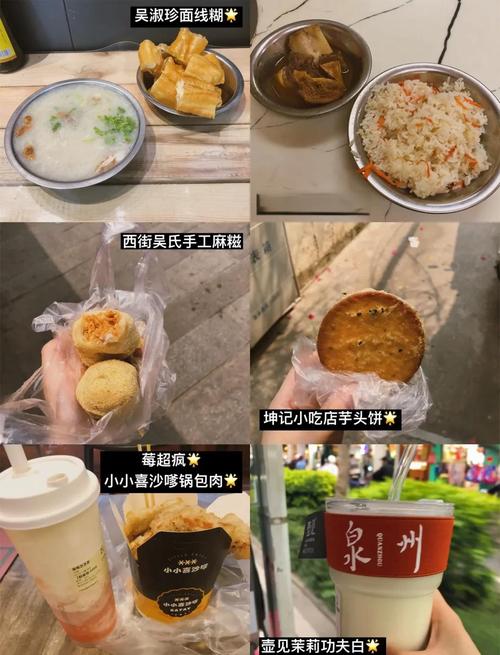 吴淑珍面线糊🌟
西街吴氏手工麻糍
坤记小吃店芋头饼🌟
莓超疯🌟
小小喜沙嗲锅包肉🌟
小小喜沙嗲
SATAY
泉州
QUANZHOU
壶见茉莉功夫白🌟